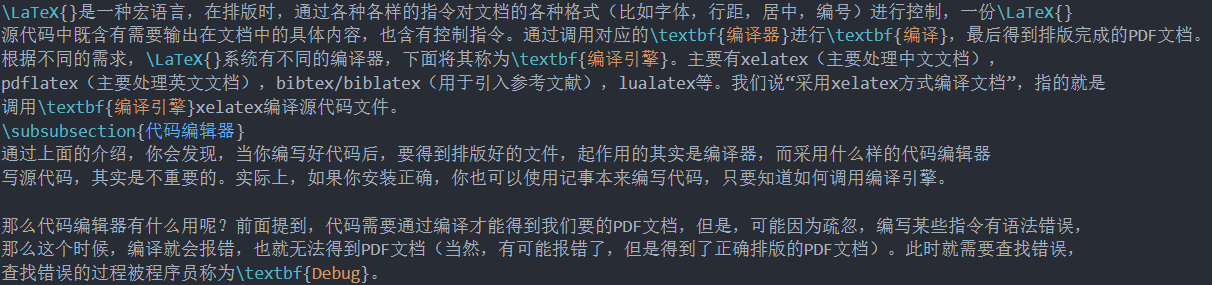 \LaTeX{}是一种宏语言，在排版时，通过各种各样的指令对文档的各种格式（比如字体，行距，居中，编号）进行控制，一份\LaTeX{}
源代码中既含有需要输出在文档中的具体内容，也含有控制指令。通过调用对应的\textbf{编译器}进行\textbf{编译}，最后得到排版完成的PDF文档。
根据不同的需求，\LaTeX{}系统有不同的编译器，下面将其称为\textbf{编译引擎}。主要有xelatex（主要处理中文文档），
pdflatex（主要处理英文文档），bibtex/biblatex（用于引入参考文献），lualatex等。我们说“采用xelatex方式编译文档”，指的就是
调用\textbf{编译引擎}xelatex编译源代码文件。
\subsubsection{代码编辑器}
通过上面的介绍，你会发现，当你编写好代码后，要得到排版好的文件，起作用的其实是编译器，而采用什么样的代码编辑器
写源代码，其实是不重要的。实际上，如果你安装正确，你也可以使用记事本来编写代码，只要知道如何调用编译引擎。
那么代码编辑器有什么用呢？前面提到，代码需要通过编译才能得到我们要的PDF文档，但是，可能因为疏忽，编写某些指令有语法错误，
那么这个时候，编译就会报错，也就无法得到PDF文档（当然，有可能报错了，但是得到了正确排版的PDF文档）。此时就需要查找错误，
查找错误的过程被程序员称为\textbf{Debug}。